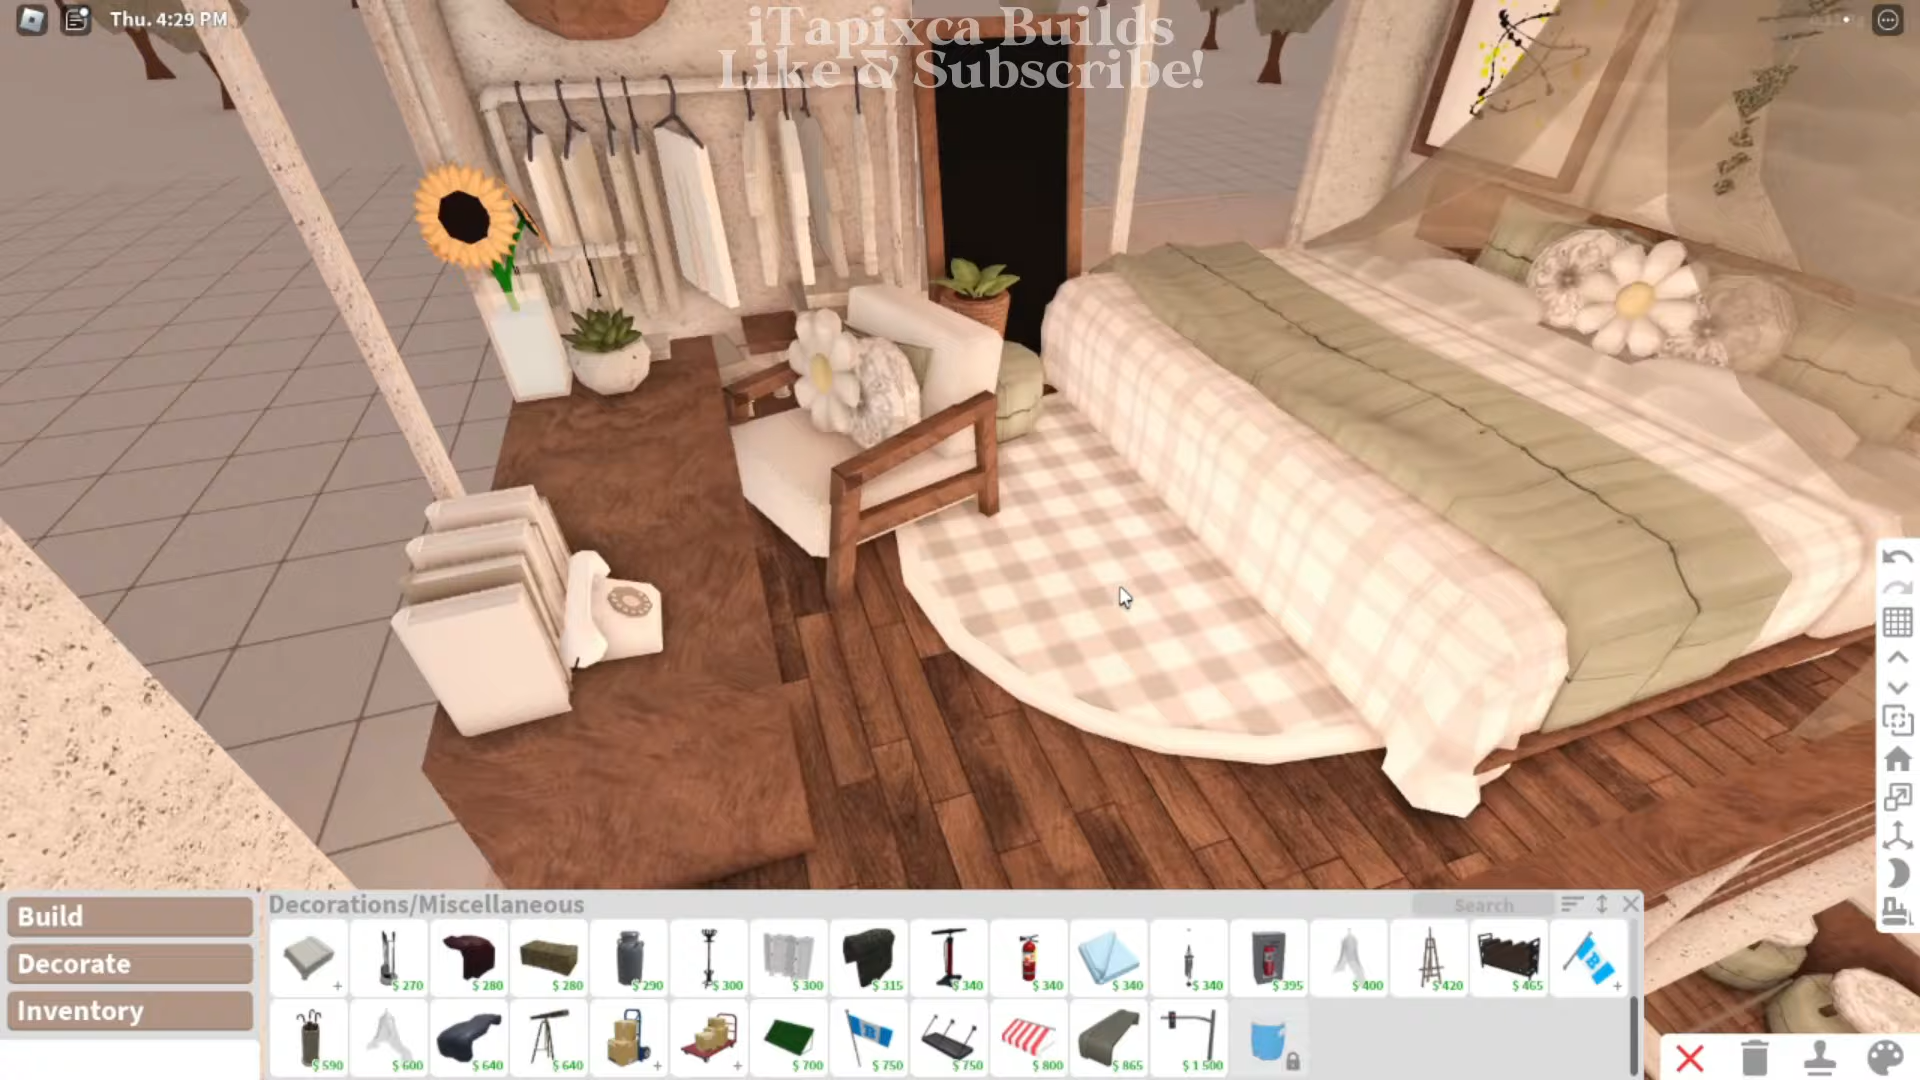 Thu. 4:29 PM
iTapixca Builds
Like & Subscribe!
Build
Decorate
Inventory
Decorations/Miscellaneous
Search
$ 270
$ 280
$ 280
$ 290
$ 300
$ 300
$ 315
$ 340
$ 340
$ 340
$ 340
$ 395
$ 400
$ 420
$ 465
$ 590
$ 600
$ 640
$ 640
$ 700
$ 750
$ 750
$ 800
$ 865
$ 1 500